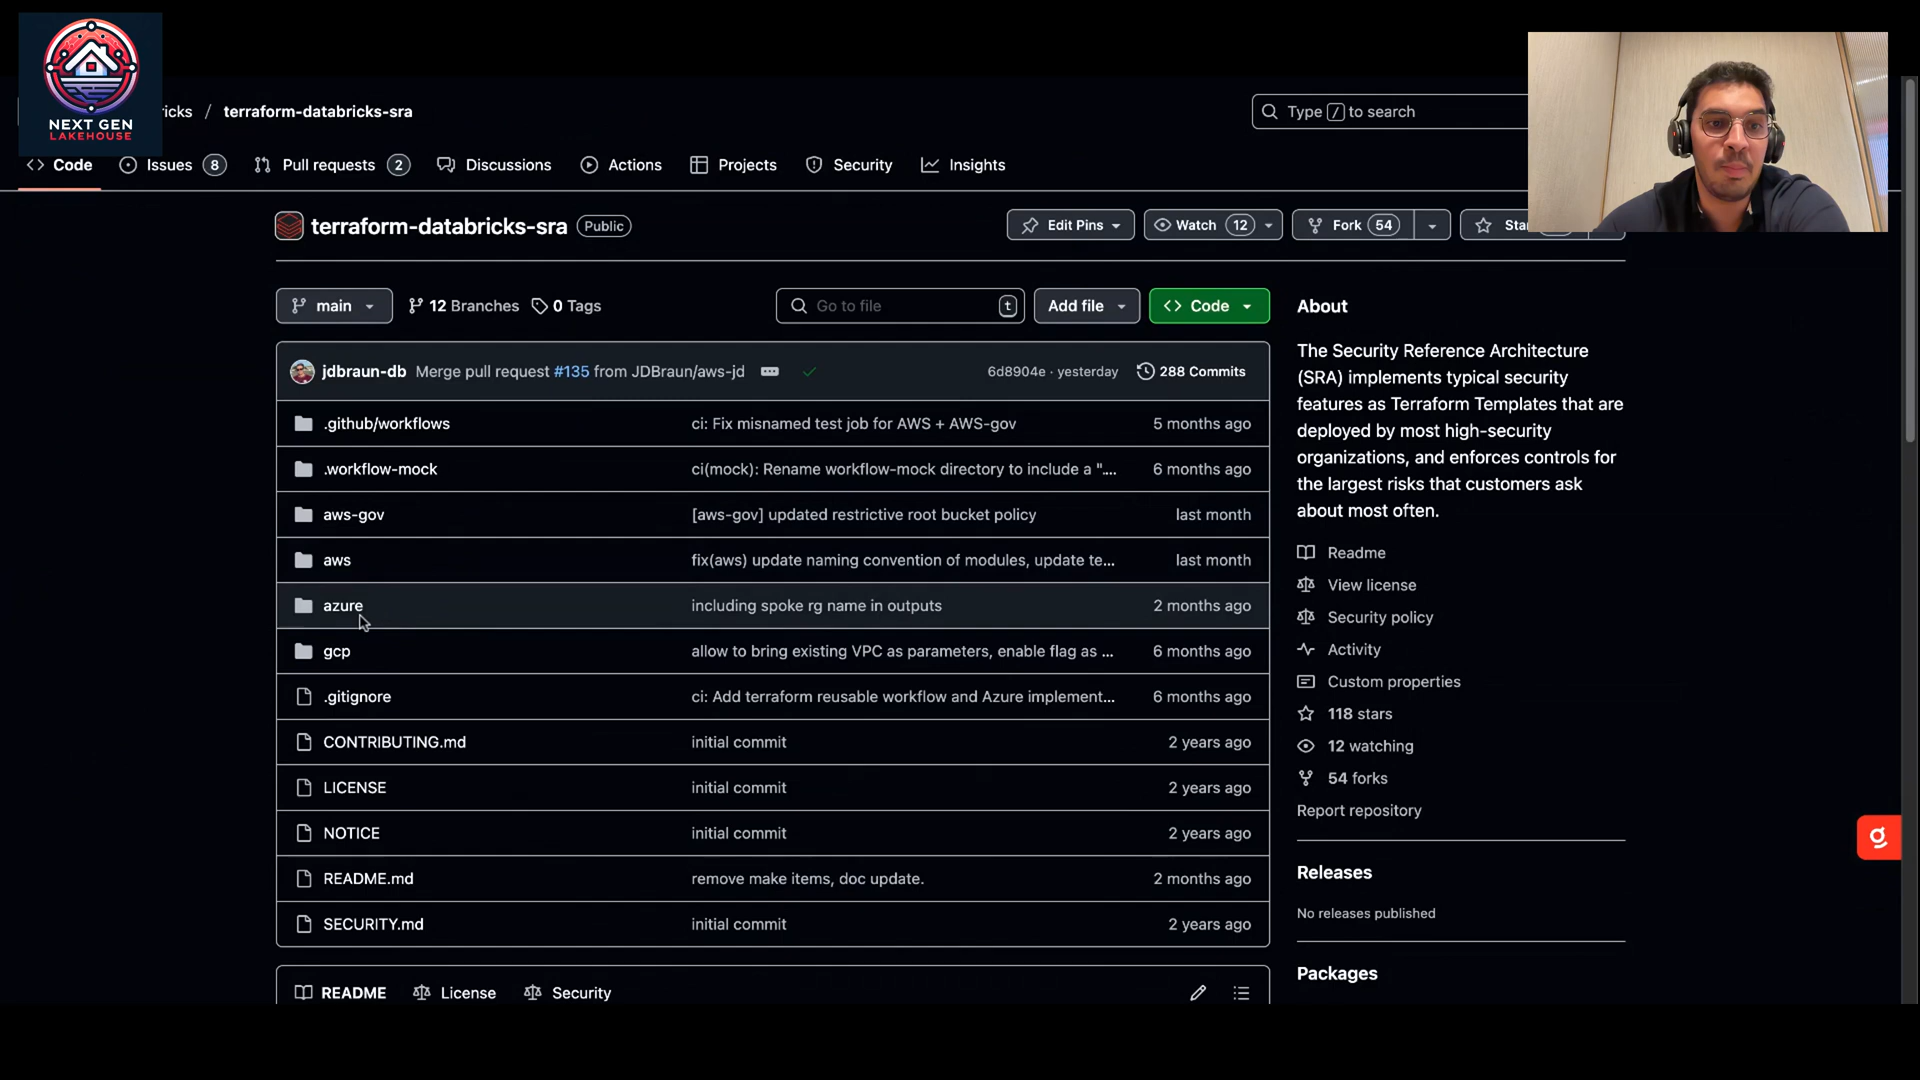 NEXT GEN
LAKEHOUSE
ricks / terraform-databricks-sra
Type / to search
Code
Issues 8
Pull requests 2
Discussions
Actions
Projects
Security
Insights
terraform-databricks-sra Public
Edit Pins
Watch 12
Fork 54
Sta
main
12 Branches
0 Tags
Go to file t
Add file
Code
jdbraun-db Merge pull request #135 from JDBraun/aws-jd
6d8904e · yesterday
288 Commits
.github/workflows ci: Fix misnamed test job for AWS + AWS-gov 5 months ago
.workflow-mock ci(mock): Rename workflow-mock directory to include a ".... 6 months ago
aws-gov [aws-gov] updated restrictive root bucket policy last month
aws fix(aws) update naming convention of modules, update te... last month
azure including spoke rg name in outputs 2 months ago
gcp allow to bring existing VPC as parameters, enable flag as ... 6 months ago
.gitignore ci: Add terraform reusable workflow and Azure implement... 6 months ago
CONTRIBUTING.md initial commit 2 years ago
LICENSE initial commit 2 years ago
NOTICE initial commit 2 years ago
README.md remove make items, doc update. 2 months ago
SECURITY.md initial commit 2 years ago
README
License
Security
About
The Security Reference Architecture
(SRA) implements typical security
features as Terraform Templates that are
deployed by most high-security
organizations, and enforces controls for
the largest risks that customers ask
about most often.
Readme
View license
Security policy
Activity
Custom properties
118 stars
12 watching
54 forks
Report repository
Releases
No releases published
Packages
g